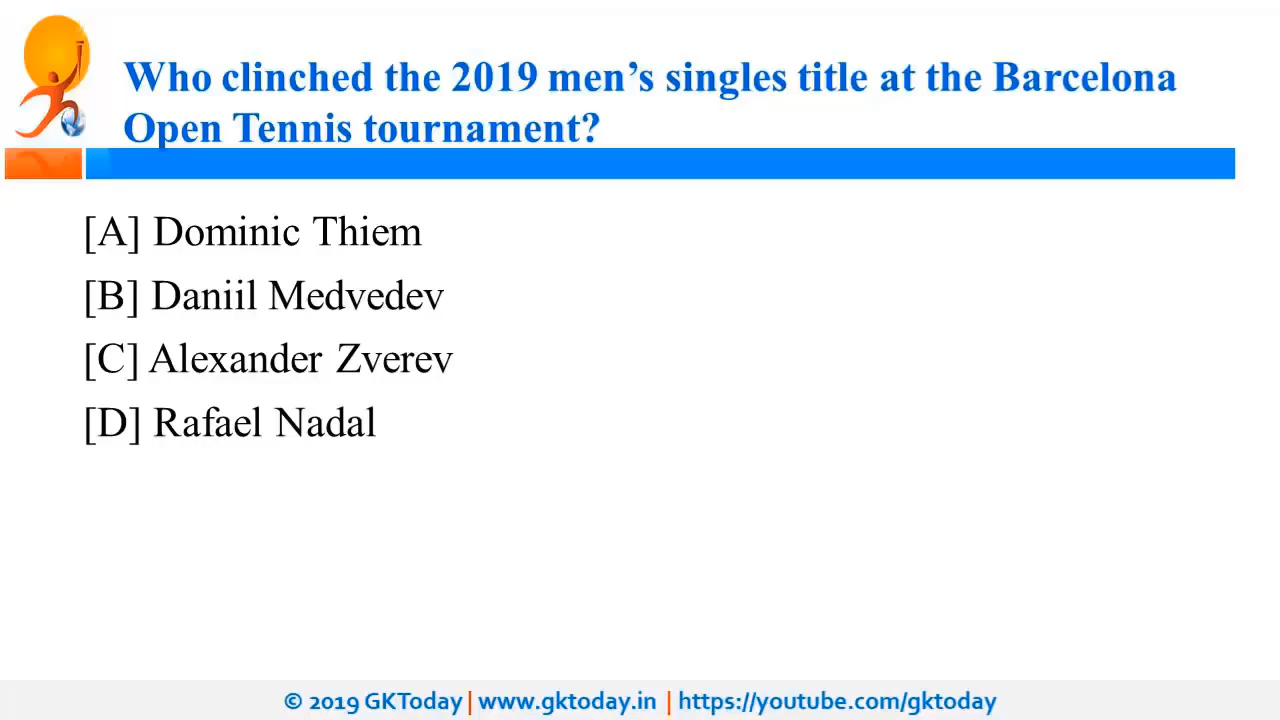 Who clinched the 2019 men’s singles title at the Barcelona
Open Tennis tournament?
[A] Dominic Thiem
[B] Daniil Medvedev
[C] Alexander Zverev
[D] Rafael Nadal
© 2019 GKToday | www.gktoday.in | https://youtube.com/gktoday